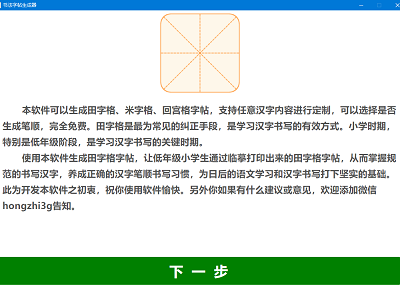 书法字帖生成器
本软件可以生成田字格、米字格、回宫格字帖，支持任意汉字内容进行定制，可以选择是否
生成笔顺，完全免费。田字格是最为常见的纠正手段，是学习汉字书写的有效方式。小学时期，
特别是低年级阶段，是学习汉字书写的关键时期。
使用本软件生成田字格字帖，让低年级小学生通过临摹打印出来的田字格字帖，从而掌握规
范的书写汉字，养成正确的汉字笔顺书写习惯，为日后的语文学习和汉字书写打下坚实的基础。
此为开发本软件之初衷，祝你使用软件愉快。另外你如果有什么建议或意见，欢迎添加微信
hongzhi3g告知。
下一步